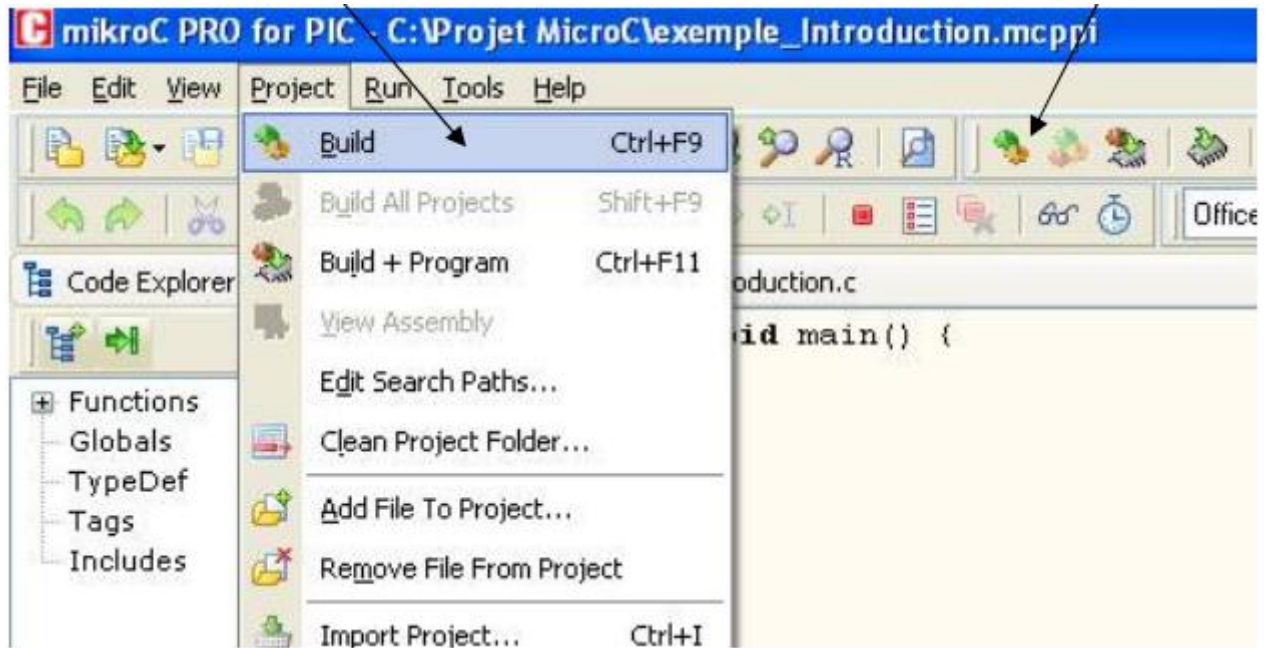 C mikroC PRO for PIC - C:\Projet MicroC\exemple_Introduction.mcppi
File Edit View Project Run Tools Help
Build Ctrl+F9
Build All Projects Shift+F9
Office
Build + Program Ctrl+F11
Code Explorer
oduction.c
View Assembly
id main() {
Edit Search Paths...
Functions
Globals
Clean Project Folder...
TypeDef
Add File To Project...
Tags
Includes
Remove File From Project
Import Project... Ctrl+I